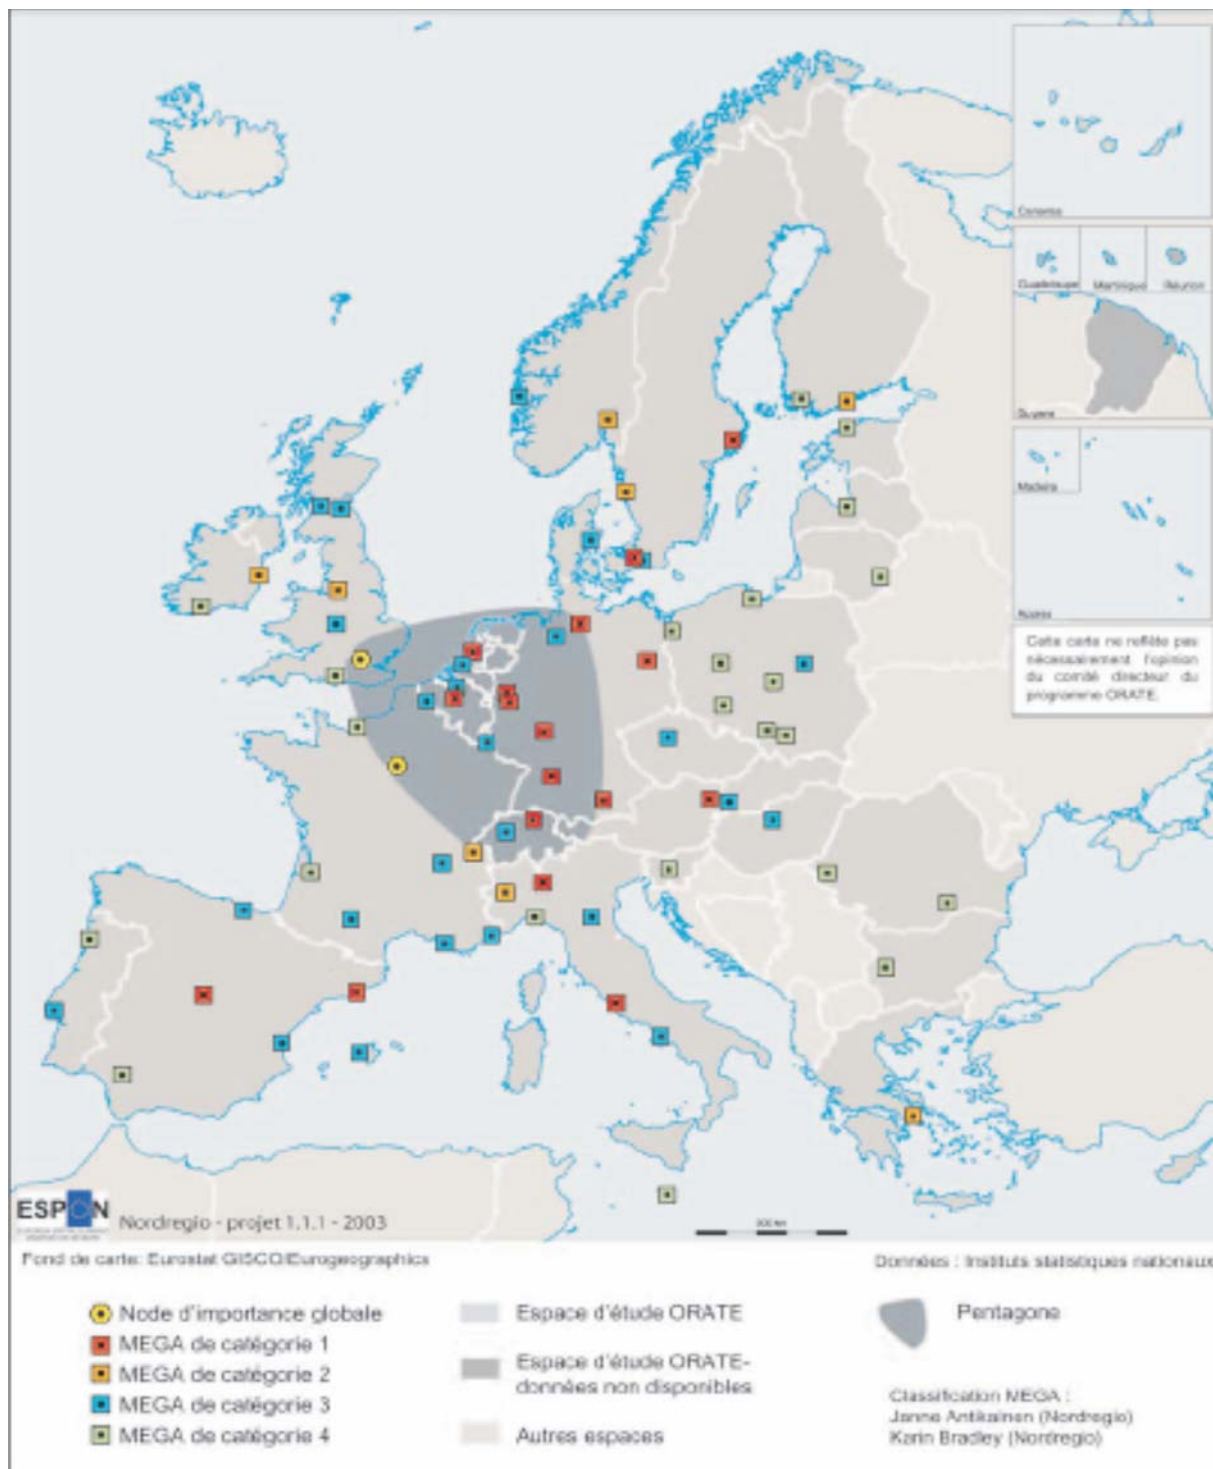 Canarias
Guadeloupe
Martinique
Réunion
Guyane
Madeira
Cette carte ne reflète pas
nécessairement l'opinion
du comité directeur du
programme ORATE.
ESPON
Nordregio - projet 1.1.1 - 2003
500 km
Fond de carte: Eurostat GISCO/Eurogeographics
Données : Instituts statistiques nationaux
Node d'importance globale
MEGA de catégorie 1
MEGA de catégorie 2
MEGA de catégorie 3
MEGA de catégorie 4
Espace d'étude ORATE
Espace d'étude ORATE-
données non disponibles
Autres espaces
Pentagone
Classification MEGA :
Janne Antikainen (Nordregio)
Karin Bradley (Nordregio)